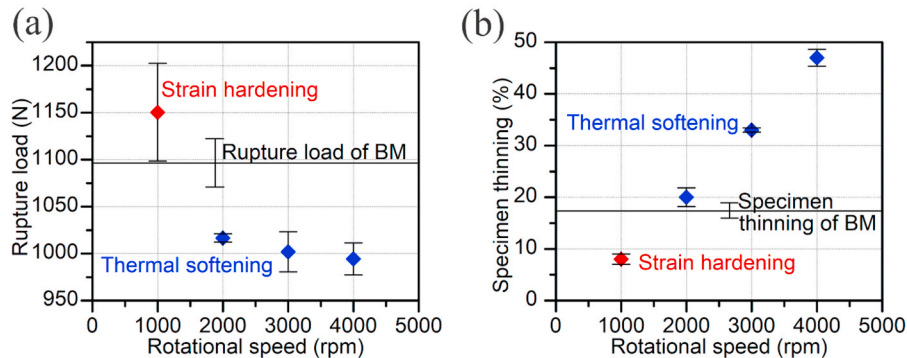 (a)
Rupture load (N)
1200
1150
1100
1050
1000
950
Strain hardening
Rupture load of BM
Thermal softening
0 1000 2000 3000 4000 5000
Rotational speed (rpm)
(b)
Specimen thinning (%)
50
40
30
20
10
0
Thermal softening
Specimen
thinning of BM
Strain hardening
0 1000 2000 3000 4000 5000
Rotational speed (rpm)